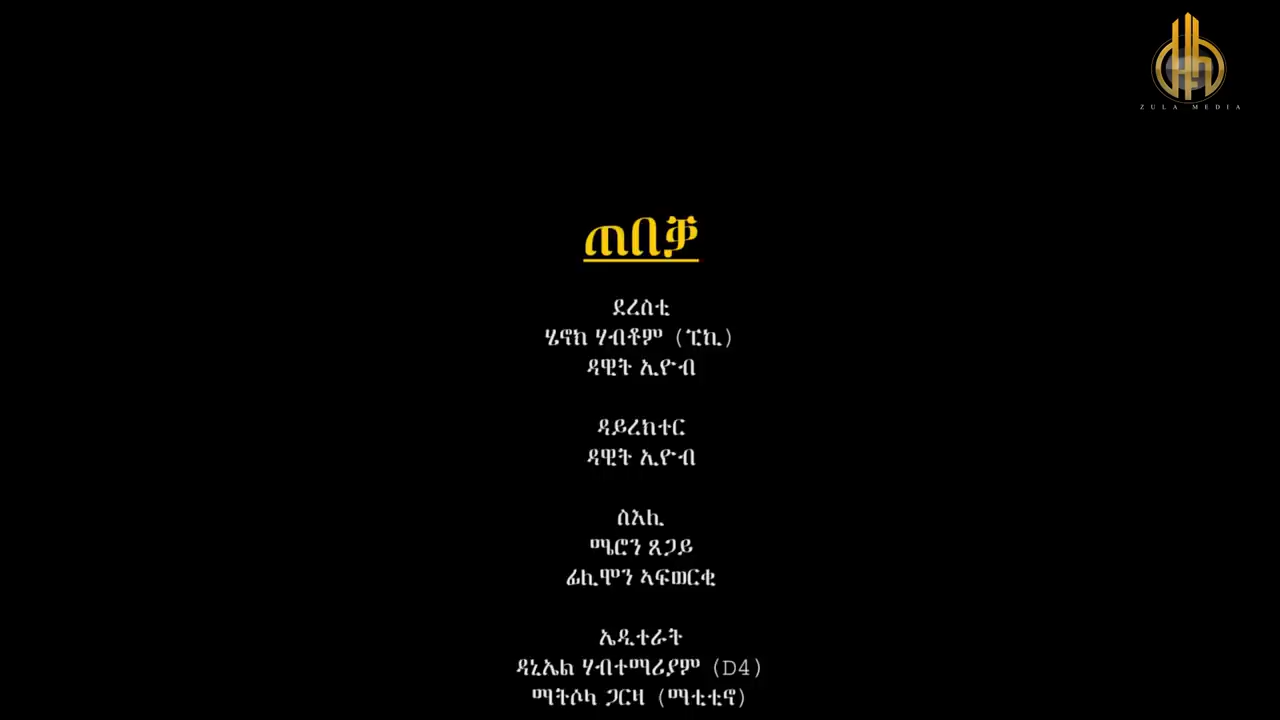 ZULA MEDIA
ጠበቓ
ደረስቲ
ሄኖክ ሃብቶም (ፒኪ)
ዳዊት ኢዮብ
ዳይረክተር
ዳዊት ኢዮብ
ስእሊ
ሜሮን ጸጋይ
ፊሊሞን ኣፍወርቂ
ኤዲተራት
ዳኒኤል ሃብተማሪያም (D4)
ማትሶላ ጋርዛ (ማቲቲኖ)